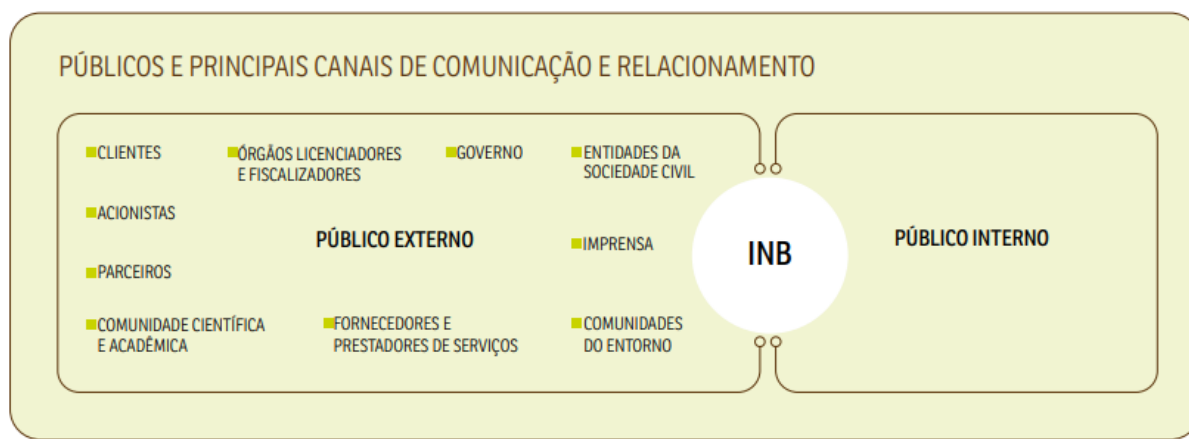 PÚBLICOS E PRINCIPAIS CANAIS DE COMUNICAÇÃO E RELACIONAMENTO
CLIENTES
ÓRGÃOS LICENCIADORES
E FISCALIZADORES
GOVERNO
ENTIDADES DA
SOCIEDADE CIVIL
ACIONISTAS
PÚBLICO EXTERNO
IMPRENSA
PARCEIROS
COMUNIDADE CIENTÍFICA
E ACADÊMICA
FORNECEDORES E
PRESTADORES DE SERVIÇOS
COMUNIDADES
DO ENTORNO
INB
PÚBLICO INTERNO